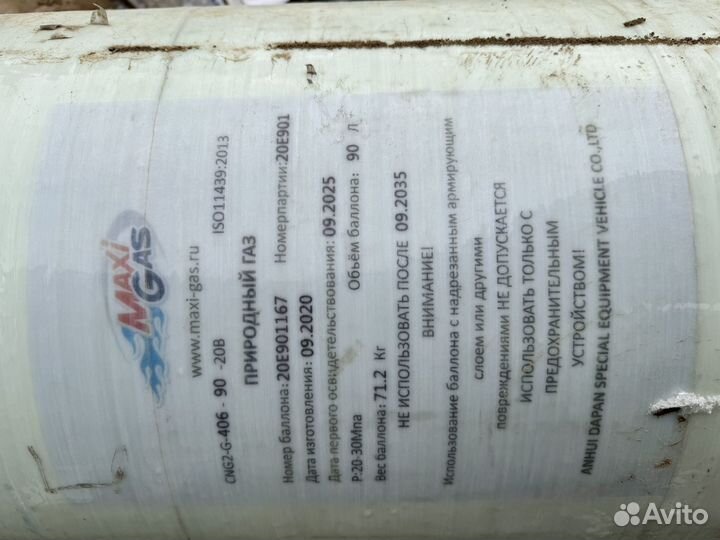 MAXi
GAS
www.maxi-gas.ru
CNG2-G-406 - 90 -20B ISO11439:2013
ПРИРОДНЫЙ ГАЗ
Номер баллона:20E901167 Номерпартии:20E901
Дата изготовления: 09.2020
Дата первого освидетельствования: 09.2025
P:20-30Mпа Объём баллона: 90 Л
Вес баллона: 71.2 Кг
НЕ ИСПОЛЬЗОВАТЬ ПОСЛЕ 09.2035
ВНИМАНИЕ!
Использование баллона с надрезанным армирующим
слоем или другими
повреждениями НЕ ДОПУСКАЕТСЯ
ИСПОЛЬЗОВАТЬ ТОЛЬКО С
ПРЕДОХРАНИТЕЛЬНЫМ
УСТРОЙСТВОМ!
ANHUI DAPAN SPECIAL EQUIPMENT VEHICLE CO.,LTD
Avito